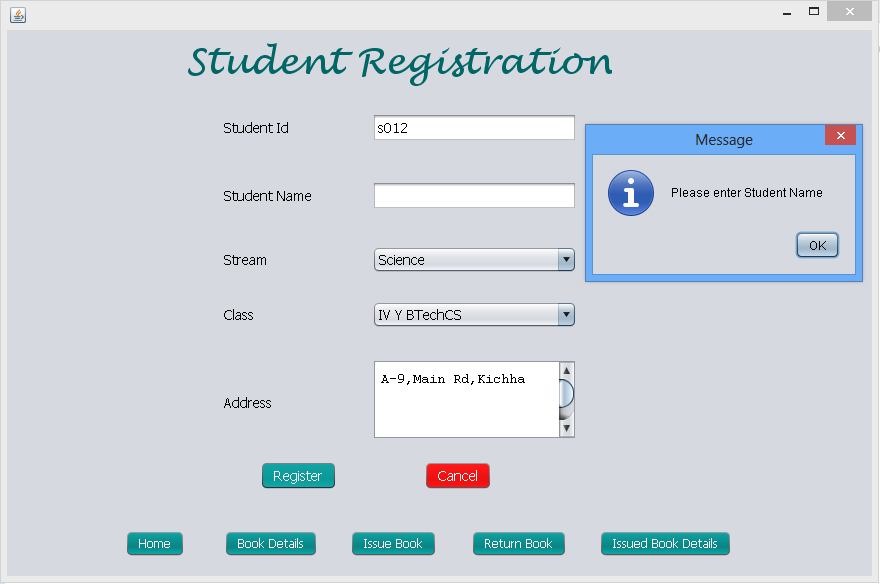 Student Registration
Student Id
s012
Message
Please enter Student Name
OK
Student Name
Stream
Science
Class
IV Y BTechCS
Address
A-9,Main Rd,Kichha
Register
Cancel
Home
Book Details
Issue Book
Return Book
Issued Book Details